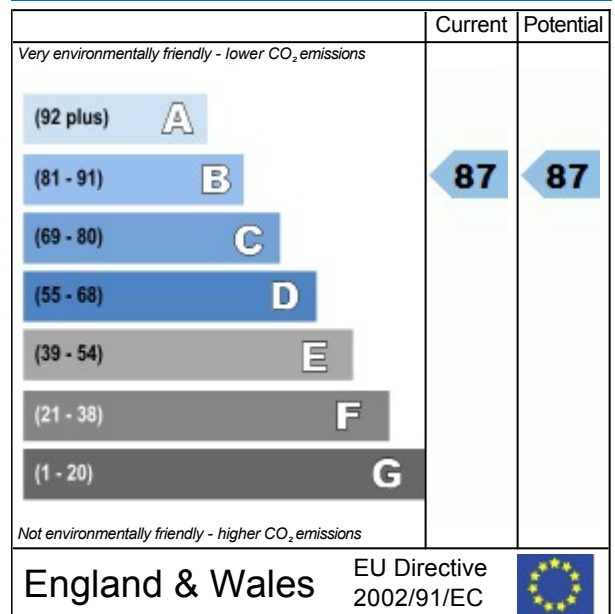 Current Potential
Very environmentally friendly - lower CO₂ emissions
(92 plus) A
(81 - 91) B 87 87
(69 - 80) C
(55 - 68) D
(39 - 54) E
(21 - 38) F
(1 - 20) G
Not environmentally friendly - higher CO₂ emissions
England & Wales
EU Directive
2002/91/EC